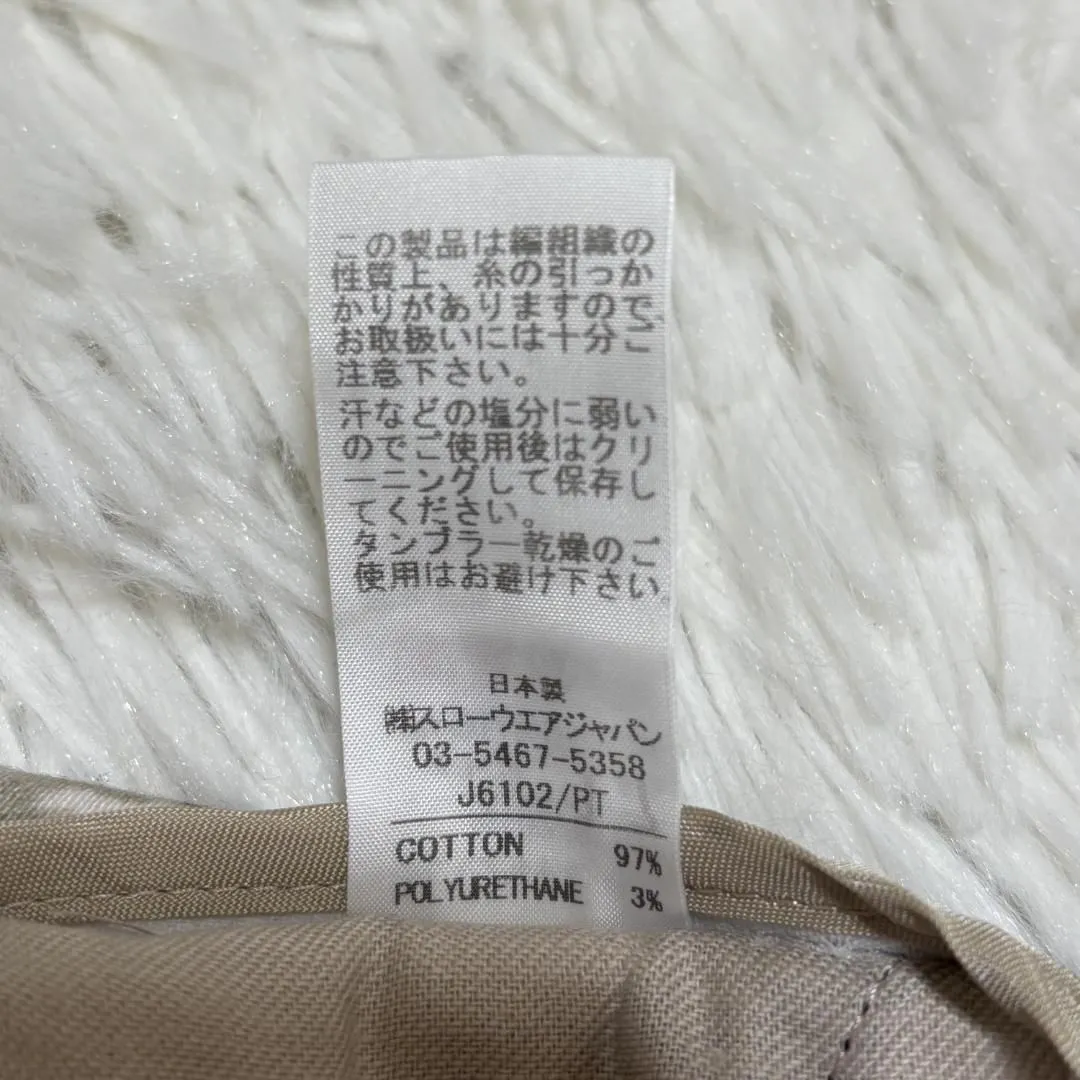 この製品は編組織の
性質上、糸の引っか
かりがありますので
お取扱いには十分ご
注意下さい。
汗などの塩分に弱い
のでご使用後はクリ
ーニングして保存し
てください。
タンブラー乾燥のご
使用はお避け下さい
日本製
㈱スローウエアジャパン
03-5467-5358
J6102/PT
COTTON 97%
POLYURETHANE 3%